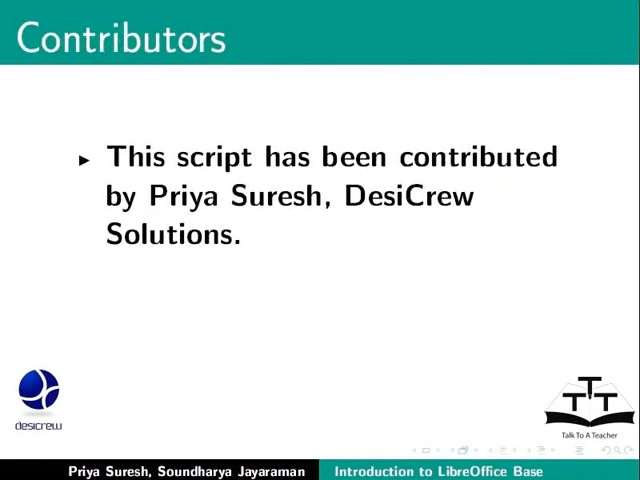 Contributors
This script has been contributed
by Priya Suresh, DesiCrew
Solutions.
desicrew
TTT
Talk To A Teacher
Priya Suresh, Soundharya Jayaraman
Introduction to LibreOffice Base